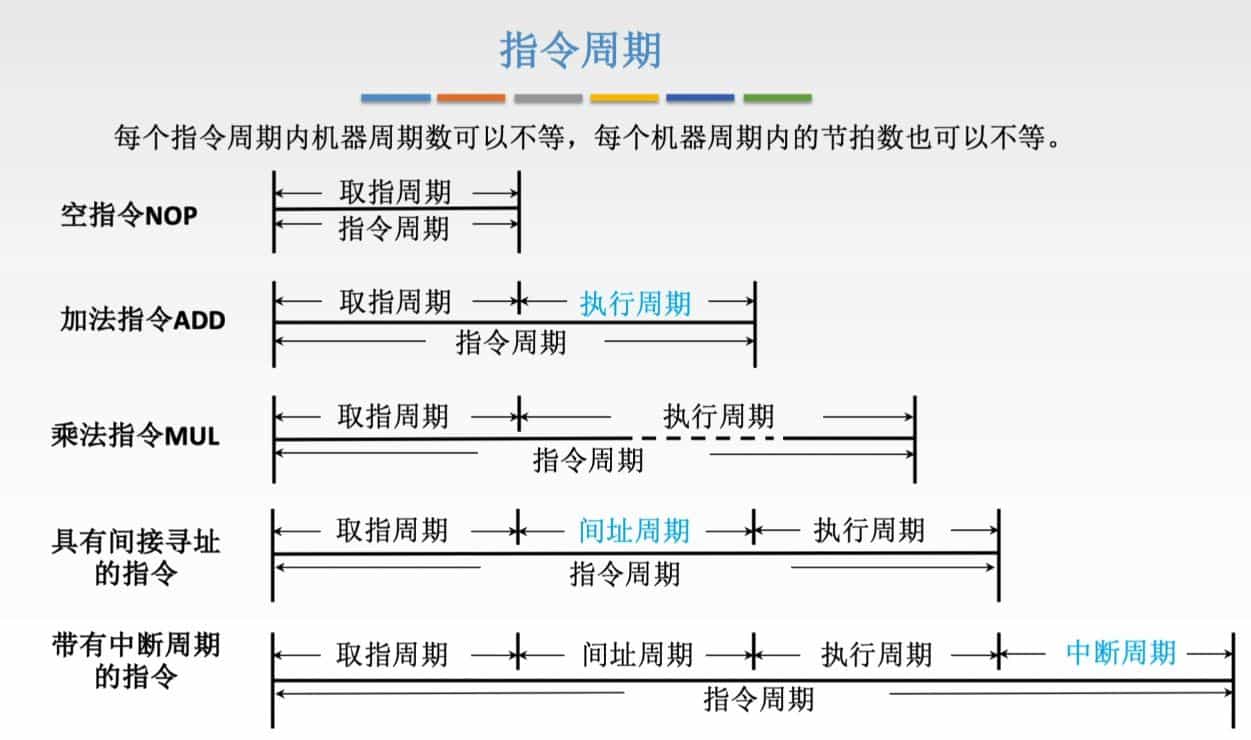 指令周期
每个指令周期内机器周期数可以不等，每个机器周期内的节拍数也可以不等。
空指令NOP
取指周期
指令周期
加法指令ADD
取指周期 执行周期
指令周期
乘法指令MUL
取指周期 执行周期
指令周期
具有间接寻址
的指令
取指周期 间址周期 执行周期
指令周期
带有中断周期
的指令
取指周期 间址周期 执行周期 中断周期
指令周期